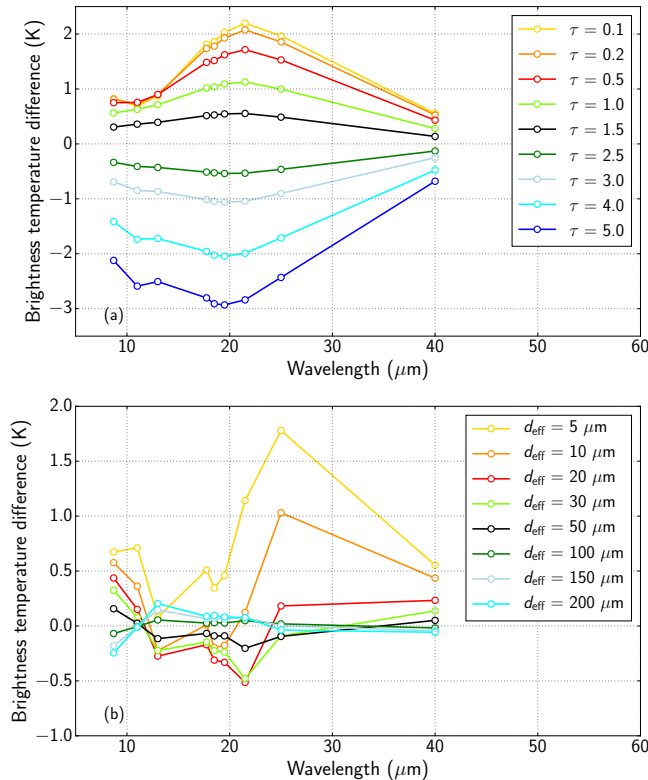 Brightness temperature difference (K)
2
1
0
−1
−2
−3
(a)
τ = 0.1
τ = 0.2
τ = 0.5
τ = 1.0
τ = 1.5
τ = 2.5
τ = 3.0
τ = 4.0
τ = 5.0
10 20 30 40 50 60
Wavelength (μm)
Brightness temperature difference (K)
2.0
1.5
1.0
0.5
0.0
−0.5
−1.0
(b)
d_eff = 5 μm
d_eff = 10 μm
d_eff = 20 μm
d_eff = 30 μm
d_eff = 50 μm
d_eff = 100 μm
d_eff = 150 μm
d_eff = 200 μm
10 20 30 40 50 60
Wavelength (μm)